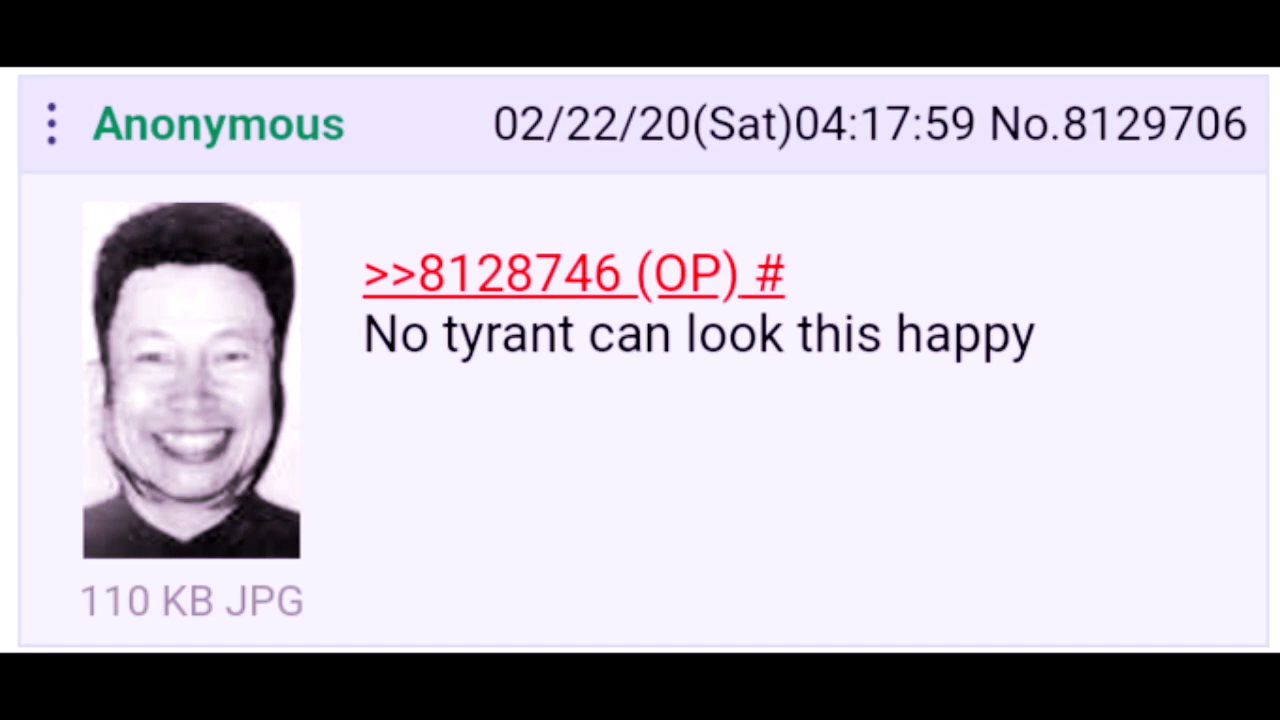 Anonymous 02/22/20(Sat)04:17:59 No.8129706
>>8128746 (OP) #
No tyrant can look this happy
110 KB JPG